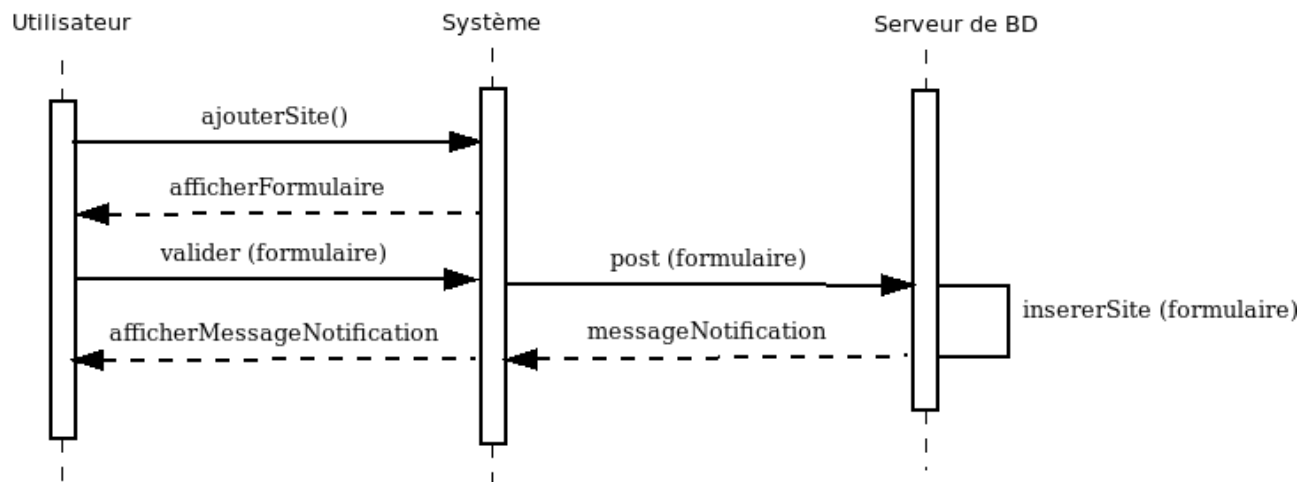 Utilisateur
Système
Serveur de BD
ajouterSite()
afficherFormulaire
valider (formulaire)
post (formulaire)
insererSite (formulaire)
afficherMessageNotification
messageNotification